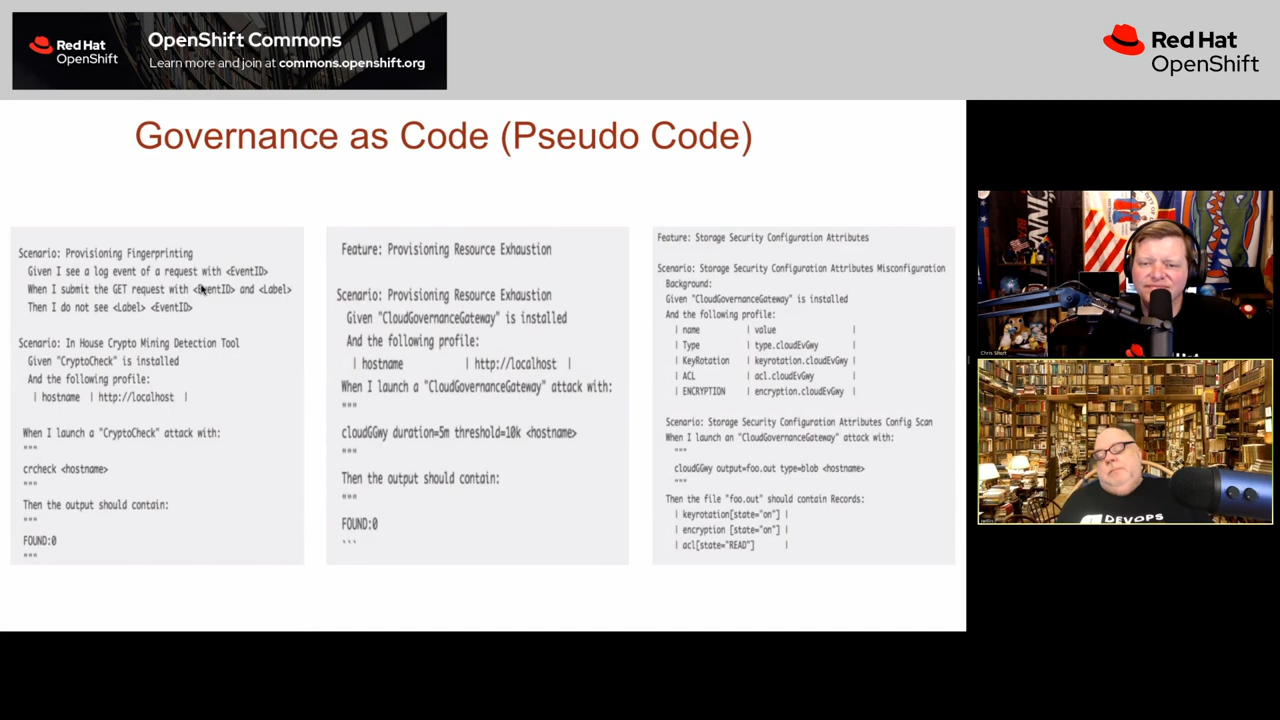 Red Hat
OpenShift
OpenShift Commons
Learn more and join at commons.openshift.org
Red Hat
OpenShift
Governance as Code (Pseudo Code)
Scenario: Provisioning Fingerprinting
Given I see a log event of a request with <EventID>
When I submit the GET request with <EventID> and <Label>
Then I do not see <Label> <EventID>
Scenario: In House Crypto Mining Detection Tool
Given "CryptoCheck" is installed
And the following profile:
| hostname | http://localhost |
When I launch a "CryptoCheck" attack with:
"""
crcheck <hostname>
"""
Then the output should contain:
"""
FOUND:0
"""
Feature: Provisioning Resource Exhaustion
Scenario: Provisioning Resource Exhaustion
Given "CloudGovernanceGateway" is installed
And the following profile:
| hostname | http://localhost |
When I launch a "CloudGovernanceGateway" attack with:
"""
cloudGGwy duration=5m threshold=10k <hostname>
"""
Then the output should contain:
"""
FOUND:0
```
Feature: Storage Security Configuration Attributes
Scenario: Storage Security Configuration Attributes Misconfiguration
Background:
Given "CloudGovernanceGateway" is installed
And the following profile:
| name | value |
| Type | type.cloudEvGwy |
| KeyRotation | keyrotation.cloudEvGwy |
| ACL | acl.cloudEvGwy |
| ENCRYPTION | encryption.cloudEvGwy |
Scenario: Storage Security Configuration Attributes Config Scan
When I launch an "CloudGovernanceGateway" attack with:
"""
cloudGGwy output=foo.out type=blob <hostname>
"""
Then the file "foo.out" should contain Records:
| keyrotation[state="on"] |
| encryption [state="on"] |
| acl[state="READ"] |
Chris Short
DEVOPS